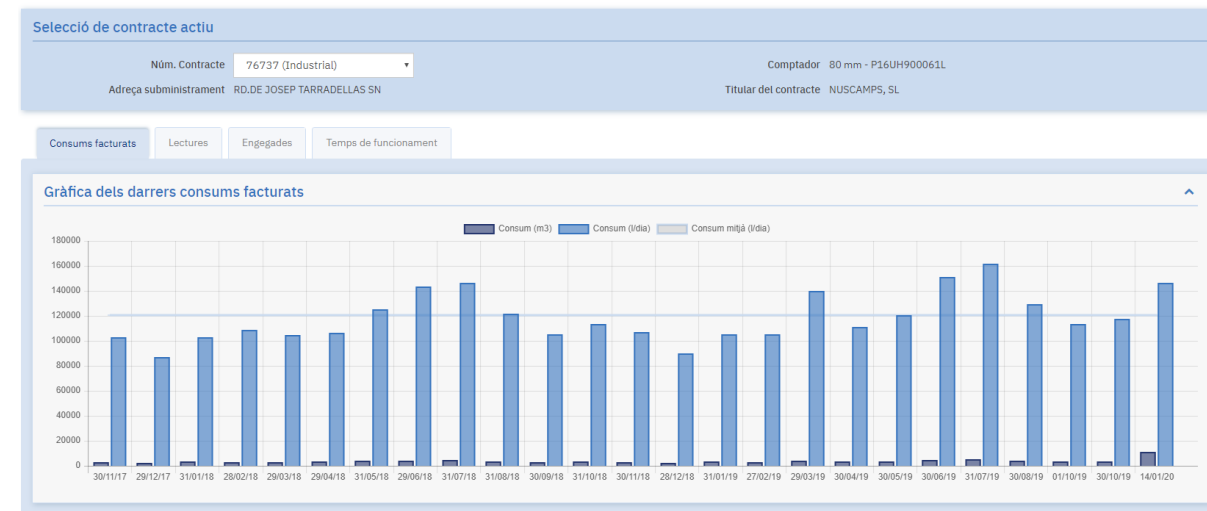 Selecció de contracte actiu
Núm. Contracte 76737 (Industrial) Comptador 80 mm - P16UH900061L
Adreça subministrament RD.DE JOSEP TARRADELLAS SN Titular del contracte NUSCAMPS, SL
Consums facturats Lectures Engegades Temps de funcionament
Gràfica dels darrers consums facturats
Consum (m3) Consum (l/dia) Consum mitjà (l/dia)
180000
160000
140000
120000
100000
80000
60000
40000
20000
0
30/11/17 29/12/17 31/01/18 28/02/18 29/03/18 29/04/18 31/05/18 29/06/18 31/07/18 31/08/18 30/09/18 31/10/18 30/11/18 28/12/18 31/01/19 27/02/19 29/03/19 30/04/19 30/05/19 30/06/19 31/07/19 30/08/19 01/10/19 30/10/19 14/01/20